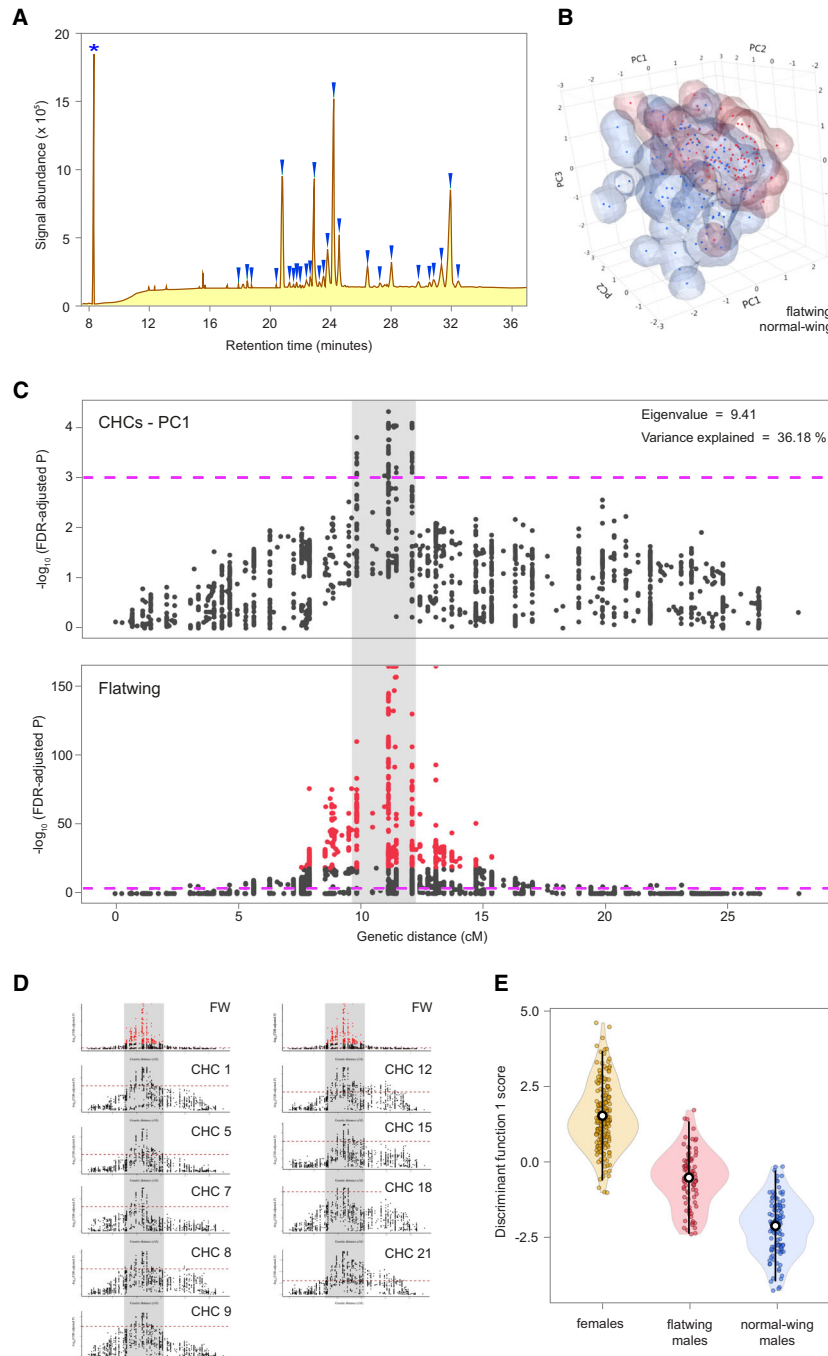 A
20
15
10
5
0
Signal abundance (x 10⁵)
*
8
12
16
20
24
28
32
36
Retention time (minutes)
B
PC1
PC2
PC3
PC2
PC1
flatwing
normal-wing
C
CHCs - PC1
Eigenvalue = 9.41
Variance explained = 36.18 %
4
3
2
1
0
-log₁₀ (FDR-adjusted P)
Flatwing
150
100
50
0
-log₁₀ (FDR-adjusted P)
0
5
10
15
20
25
Genetic distance (cM)
D
FW
CHC 1
CHC 5
CHC 7
CHC 8
CHC 9
FW
CHC 12
CHC 15
CHC 18
CHC 21
E
5.0
2.5
0.0
-2.5
Discriminant function 1 score
females
flatwing
males
normal-wing
males